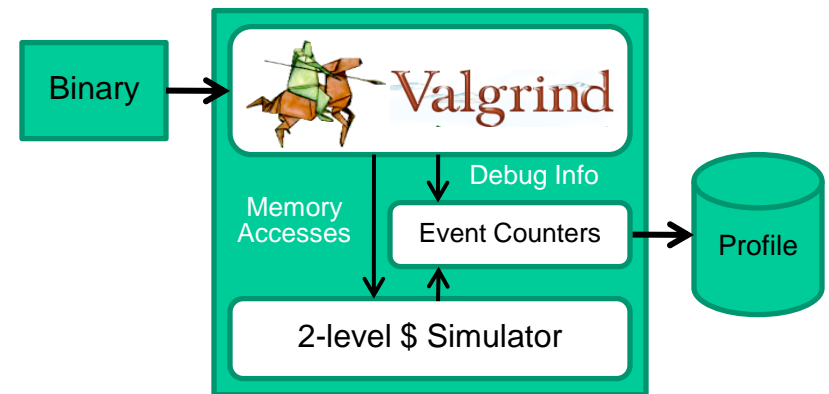 Binary
Valgrind
Debug Info
Memory
Accesses
Event Counters
Profile
2-level $ Simulator